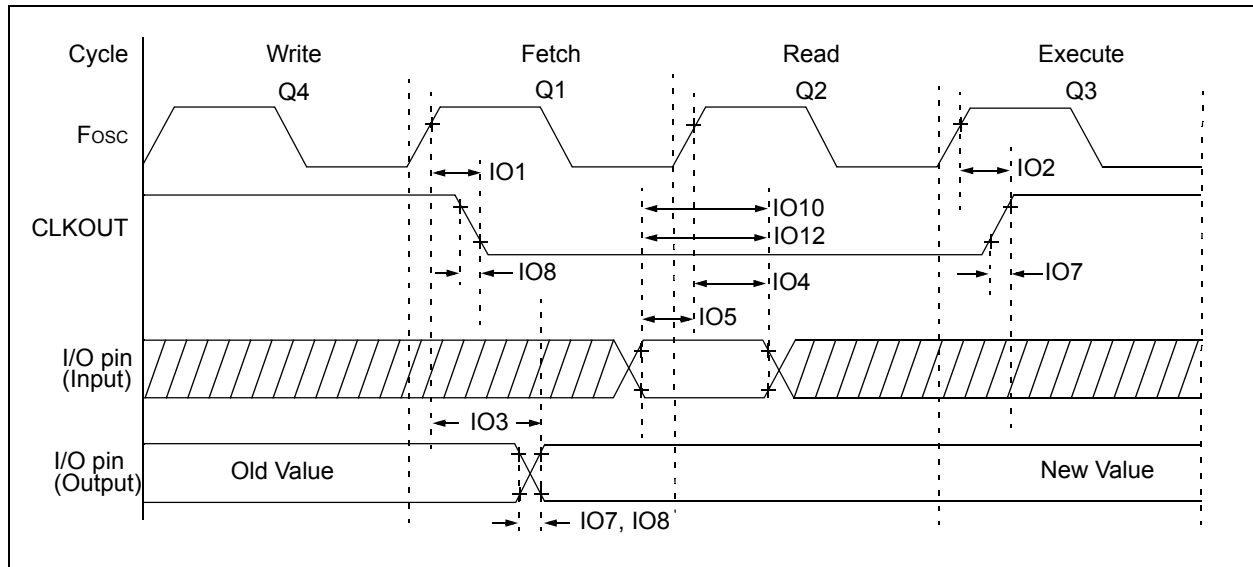 Cycle Write Fetch Read Execute
Q4 Q1 Q2 Q3
FOSC
IO1 IO2
IO10
CLKOUT
IO12
IO8 IO4 IO7
IO5
I/O pin
(Input)
IO3
I/O pin
(Output)
Old Value New Value
IO7, IO8